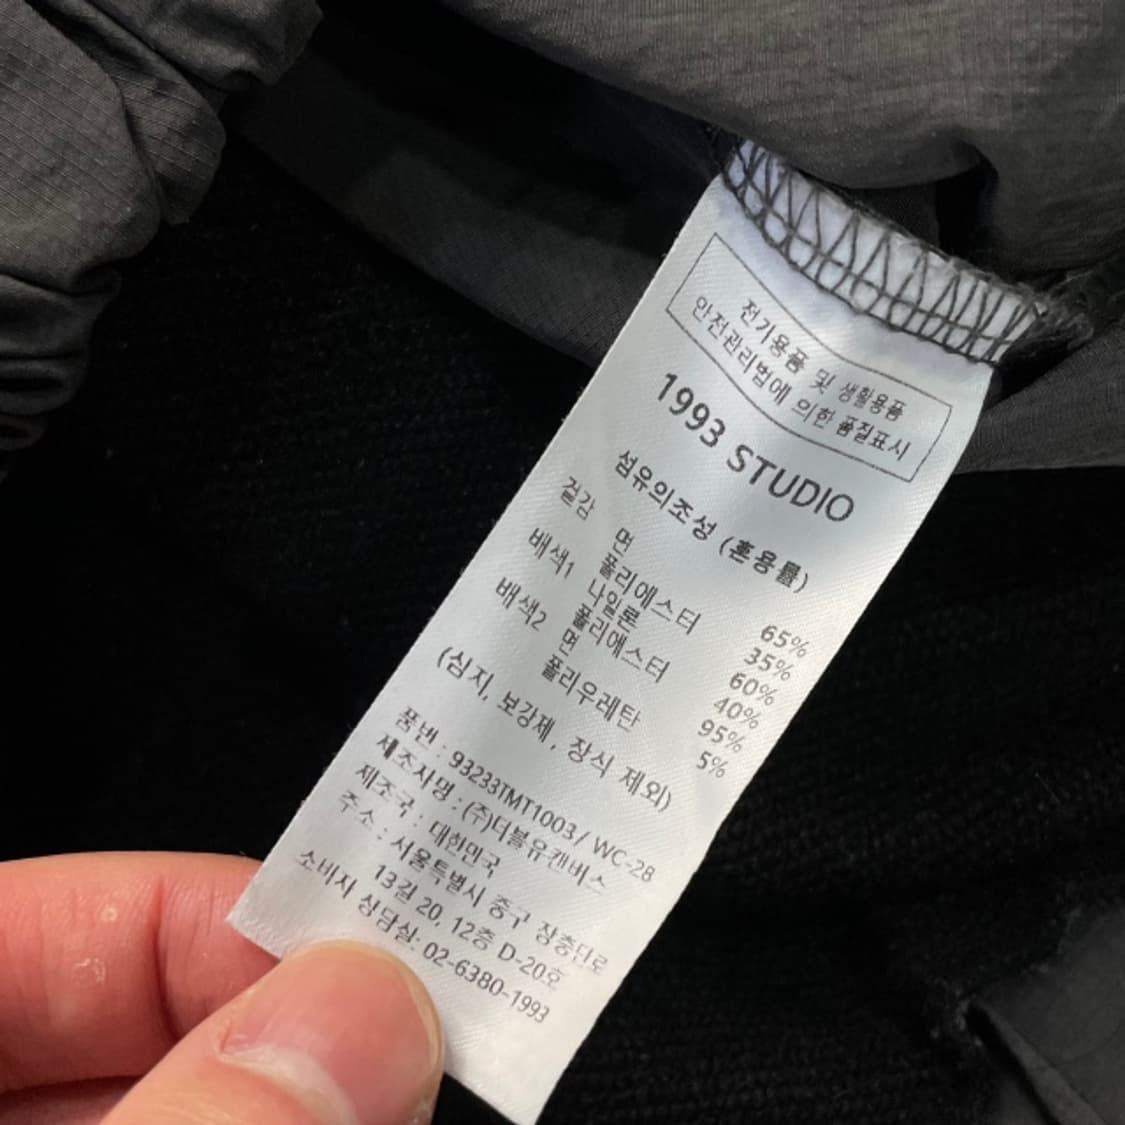 전기용품 및 생활용품
안전관리법에 의한 품질표시
1993 STUDIO
섬유의조성 (혼용률)
겉감 면 65%
폴리에스터 35%
배색1 나일론 60%
폴리에스터 40%
배색2 면 95%
폴리우레탄 5%
(심지, 보강제, 장식 제외)
품번 : 93233TMT1003/ WC-28
제조사명 : (주)더블유캔버스
제조국 : 대한민국
주소 : 서울특별시 중구 장충단로
13길 20, 12층 D-20호
소비자 상담실: 02-6380-1993